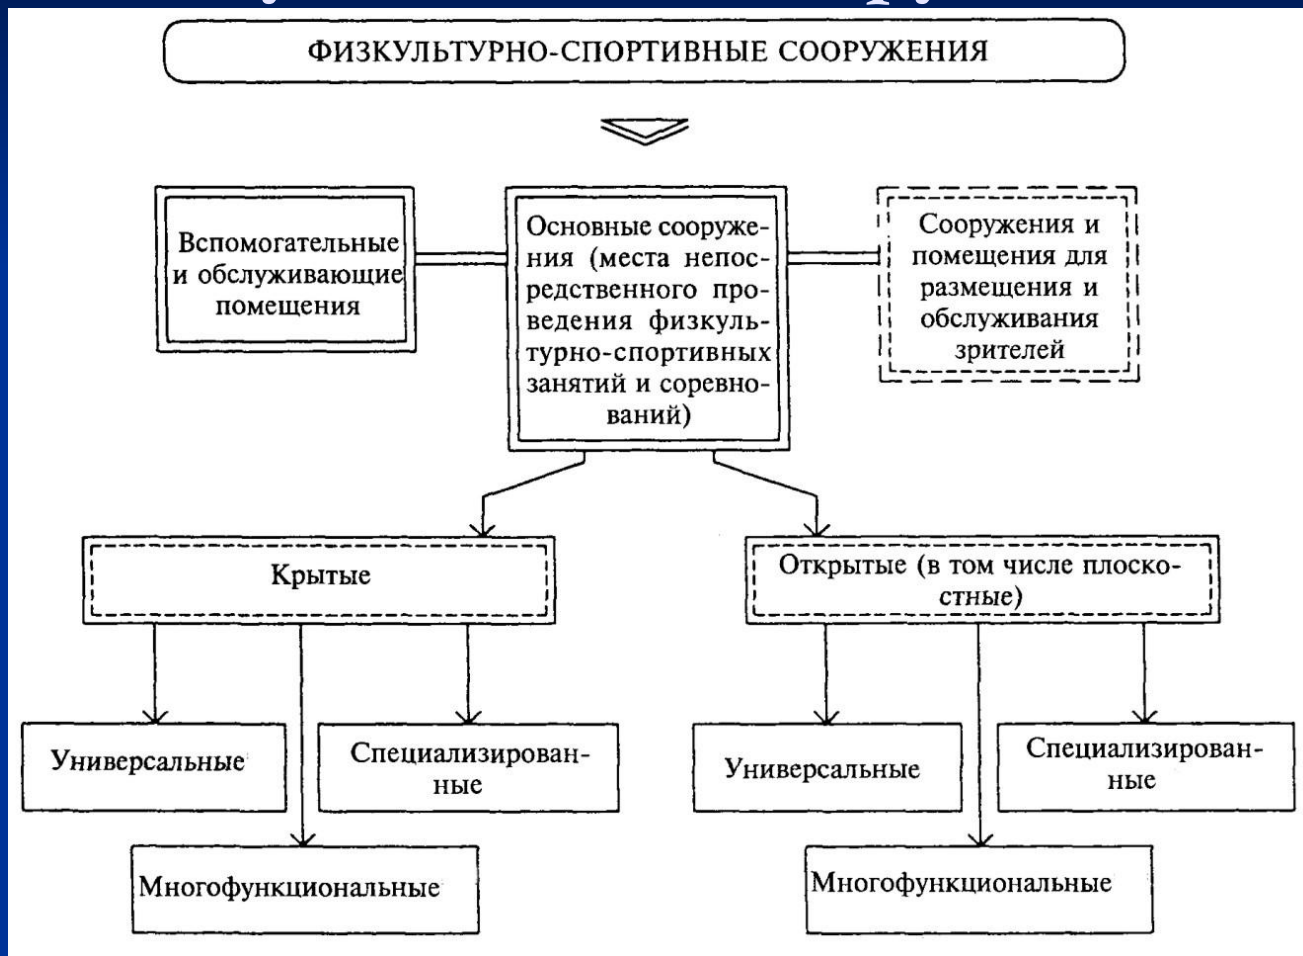 ФИЗКУЛЬТУРНО-СПОРТИВНЫЕ СООРУЖЕНИЯ
Вспомогательные
и обслуживающие
помещения
Основные сооруже-
ния (места непос-
редственного про-
ведения физкуль-
турно-спортивных
занятий и соревно-
ваний)
Сооружения и
помещения для
размещения и
обслуживания
зрителей
Крытые
Открытые (в том числе плоско-
стные)
Универсальные
Специализирован-
ные
Многофункциональные
Универсальные
Специализирован-
ные
Многофункциональные